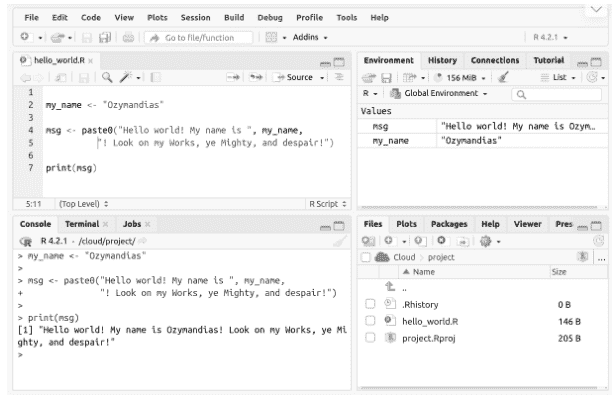 File Edit Code View Plots Session Build Debug Profile Tools Help
Go to file/function Addins R 4.2.1
hello_world.R
Source
1
2 my_name <- "Ozymandias"
3
4 msg <- paste0("Hello world! My name is ", my_name,
5 "! Look on my Works, ye Mighty, and despair!")
6
7 print(msg)
5:11 (Top Level) R Script
Environment History Connections Tutorial
156 MiB List
R Global Environment
Values
msg "Hello world! My name is Ozym…
my_name "Ozymandias"
Console Terminal Jobs
R 4.2.1 · /cloud/project/
> my_name <- "Ozymandias"
>
> msg <- paste0("Hello world! My name is ", my_name,
+ "! Look on my Works, ye Mighty, and despair!")
>
> print(msg)
[1] "Hello world! My name is Ozymandias! Look on my Works, ye Mi
ghty, and despair!"
>
Files Plots Packages Help Viewer Pres
Cloud project
Name Size
..
.Rhistory 0 B
hello_world.R 146 B
project.Rproj 205 B